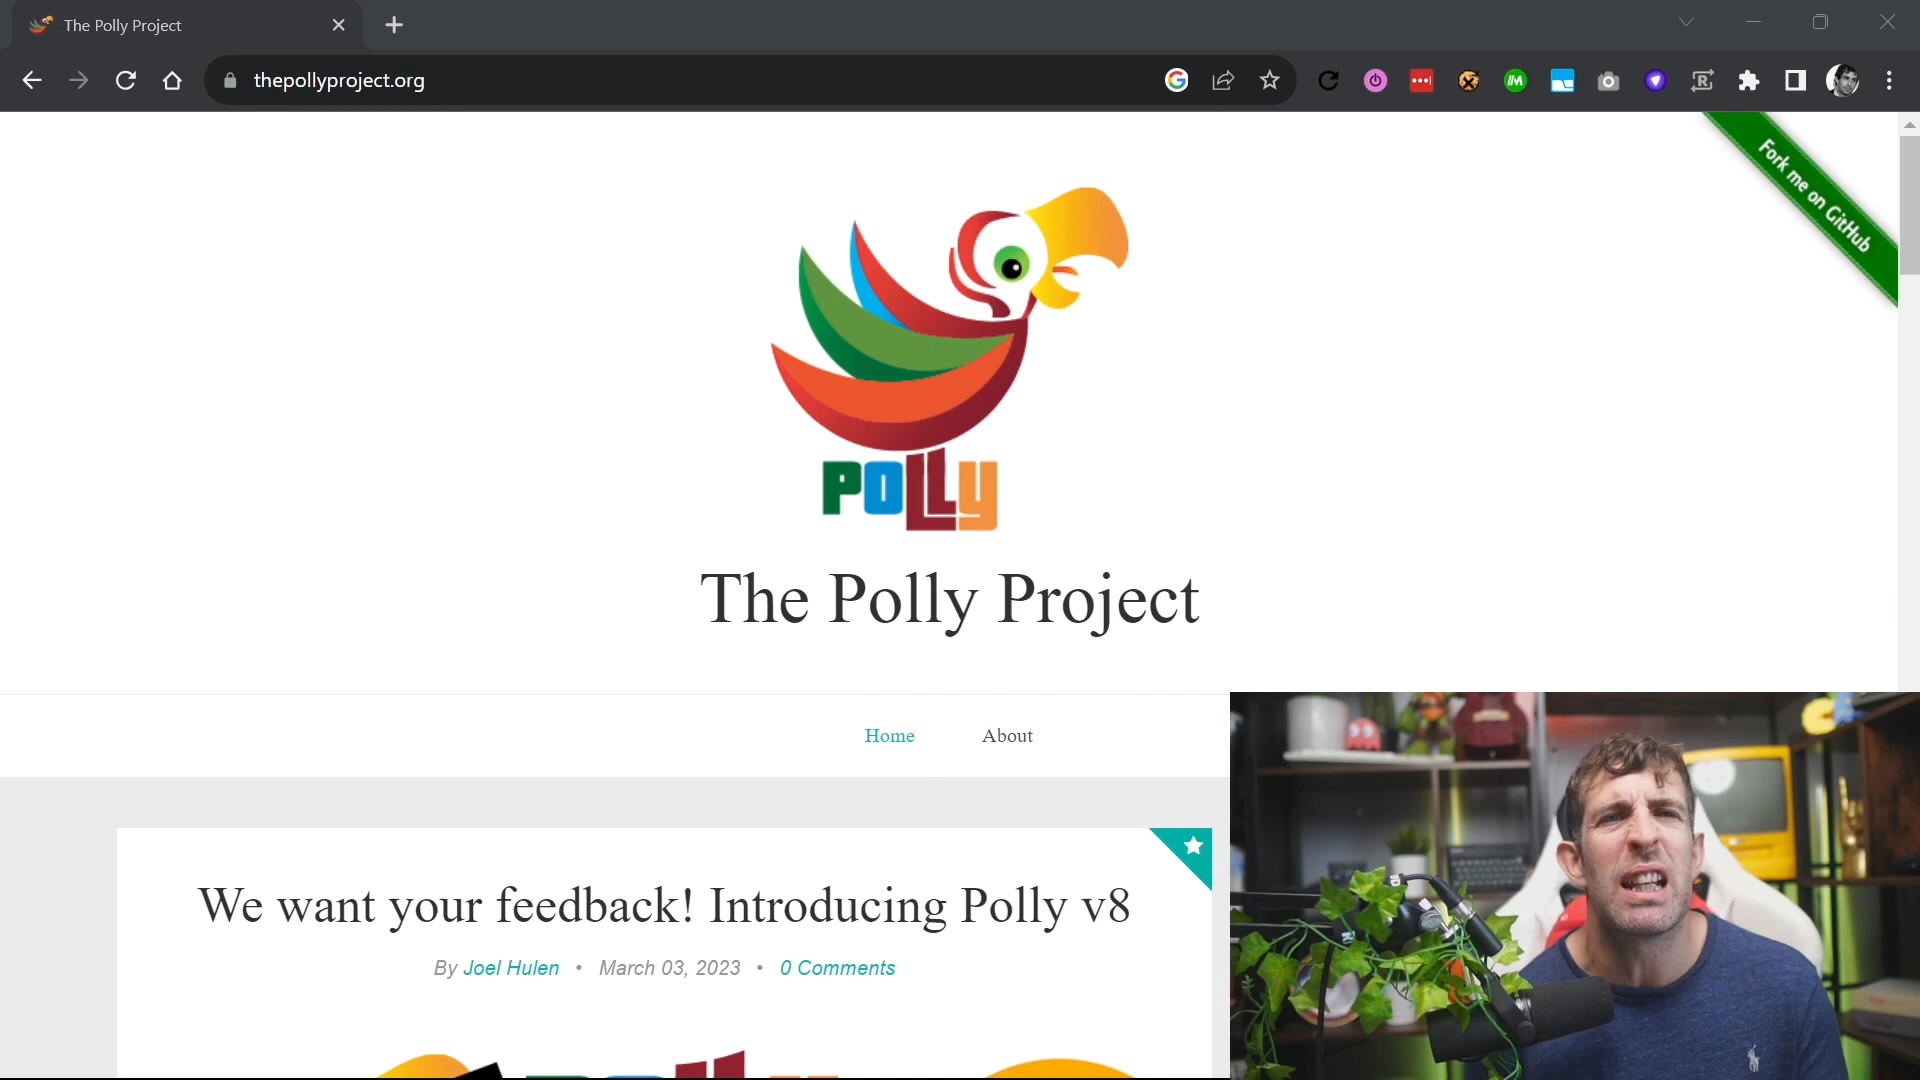 The Polly Project
thepollyproject.org
Fork me on GitHub
POLLY
The Polly Project
Home
About
We want your feedback! Introducing Polly v8
By Joel Hulen • March 03, 2023 • 0 Comments